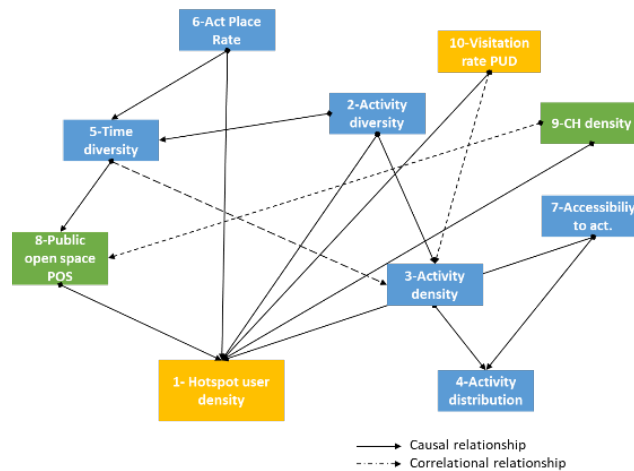 6-Act Place
Rate
10-Visitation
rate PUD
2-Activity
diversity
9-CH density
5-Time
diversity
7-Accessibiliy
to act.
8-Public
open space
POS
3-Activity
density
1- Hotspot user
density
4-Activity
distribution
Causal relationship
Correlational relationship